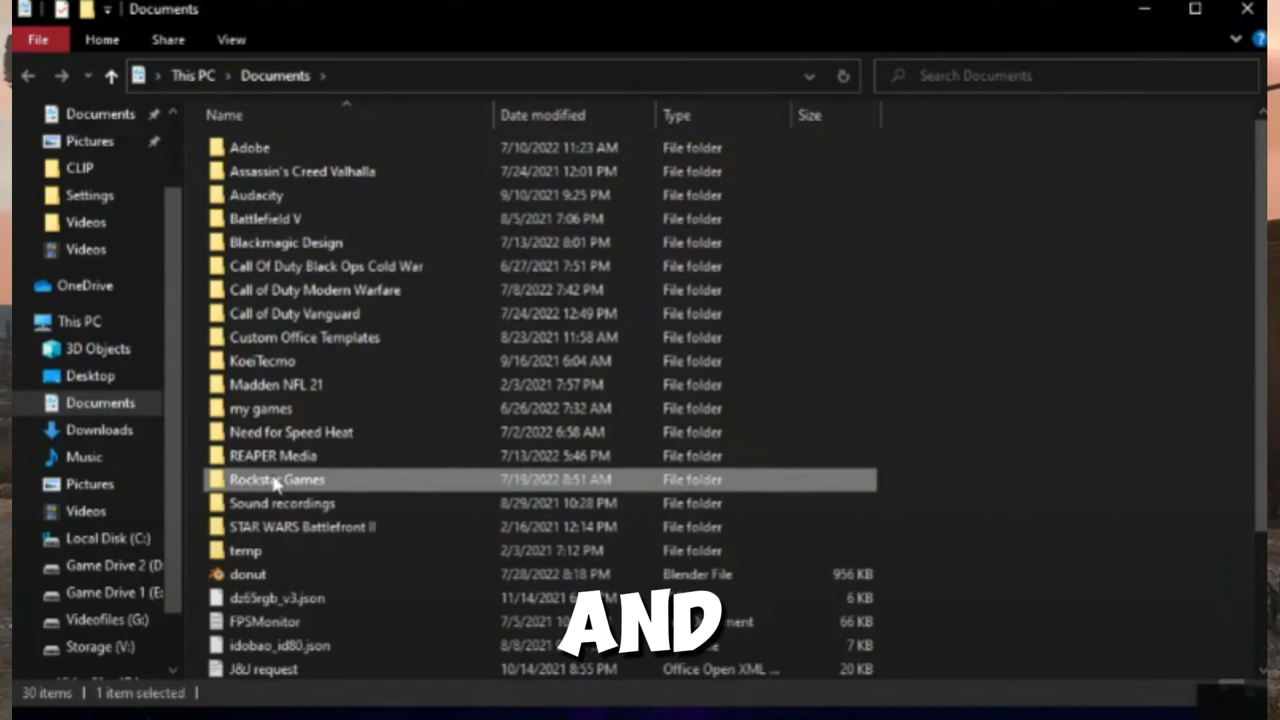 Documents
File Home Share View
This PC > Documents > Search Documents
Name Date modified Type Size
Documents
Pictures
CLIP
Settings
Videos
Videos
OneDrive
This PC
3D Objects
Desktop
Documents
Downloads
Music
Pictures
Videos
Local Disk (C:)
Game Drive 2 (D:
Game Drive 1 (E:
Videofiles (G:)
Storage (V:)
Adobe 7/10/2022 11:23 AM File folder
Assassin's Creed Valhalla 7/24/2021 12:01 PM File folder
Audacity 9/10/2021 9:25 PM File folder
Battlefield V 8/5/2021 7:06 PM File folder
Blackmagic Design 7/13/2022 8:01 PM File folder
Call Of Duty Black Ops Cold War 6/27/2021 7:51 PM File folder
Call of Duty Modern Warfare 7/8/2022 7:42 PM File folder
Call of Duty Vanguard 7/24/2022 12:49 PM File folder
Custom Office Templates 8/23/2021 11:58 AM File folder
KoeiTecmo 9/16/2021 6:04 AM File folder
Madden NFL 21 2/3/2021 7:57 PM File folder
my games 6/26/2022 7:32 AM File folder
Need for Speed Heat 7/2/2022 6:58 AM File folder
REAPER Media 7/13/2022 5:46 PM File folder
Rockstar Games 7/19/2022 8:51 AM File folder
Sound recordings 8/29/2021 10:28 PM File folder
STAR WARS Battlefront II 2/16/2021 12:14 PM File folder
temp 2/3/2021 7:12 PM File folder
donut 7/28/2022 8:18 PM Blender File 956 KB
dz65rgb_v3.json 11/14/2021 6 KB
FPSMonitor 7/5/2021 66 KB
idobao_id80.json 7 KB
J&J request 10/14/2021 8:55 PM Office Open XML ... 20 KB
AND
30 items 1 item selected